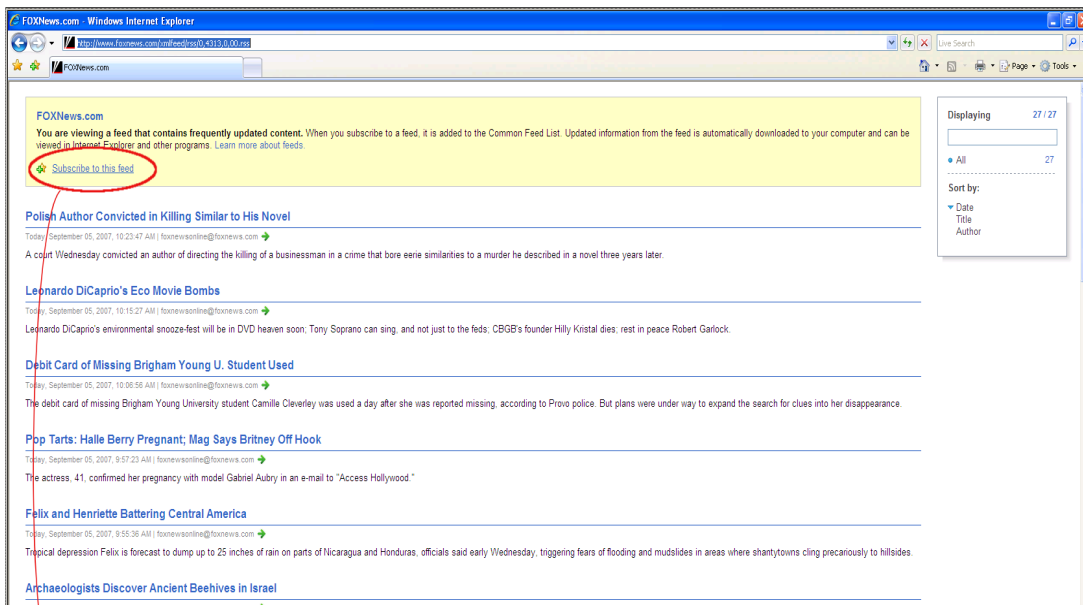 FOXNews.com - Windows Internet Explorer
http://www.foxnews.com/xmlfeed/rss/0,4313,0,00.rss
Live Search
FOXNews.com
Page
Tools
FOXNews.com
You are viewing a feed that contains frequently updated content. When you subscribe to a feed, it is added to the Common Feed List. Updated information from the feed is automatically downloaded to your computer and can be
viewed in Internet Explorer and other programs. Learn more about feeds.
Subscribe to this feed
Displaying 27 / 27
All 27
Sort by:
Date
Title
Author
Polish Author Convicted in Killing Similar to His Novel
Today, September 05, 2007, 10:23:47 AM | foxnewsonline@foxnews.com
A court Wednesday convicted an author of directing the killing of a businessman in a crime that bore eerie similarities to a murder he described in a novel three years later.
Leonardo DiCaprio's Eco Movie Bombs
Today, September 05, 2007, 10:15:27 AM | foxnewsonline@foxnews.com
Leonardo DiCaprio's environmental snooze-fest will be in DVD heaven soon; Tony Soprano can sing, and not just to the feds; CBGB's founder Hilly Kristal dies; rest in peace Robert Garlock.
Debit Card of Missing Brigham Young U. Student Used
Today, September 05, 2007, 10:06:56 AM | foxnewsonline@foxnews.com
The debit card of missing Brigham Young University student Camille Cleverley was used a day after she was reported missing, according to Provo police. But plans were under way to expand the search for clues into her disappearance.
Pop Tarts: Halle Berry Pregnant; Mag Says Britney Off Hook
Today, September 05, 2007, 9:57:23 AM | foxnewsonline@foxnews.com
The actress, 41, confirmed her pregnancy with model Gabriel Aubry in an e-mail to "Access Hollywood."
Felix and Henriette Battering Central America
Today, September 05, 2007, 9:55:36 AM | foxnewsonline@foxnews.com
Tropical depression Felix is forecast to dump up to 25 inches of rain on parts of Nicaragua and Honduras, officials said early Wednesday, triggering fears of flooding and mudslides in areas where shantytowns cling precariously to hillsides.
Archaeologists Discover Ancient Beehives in Israel